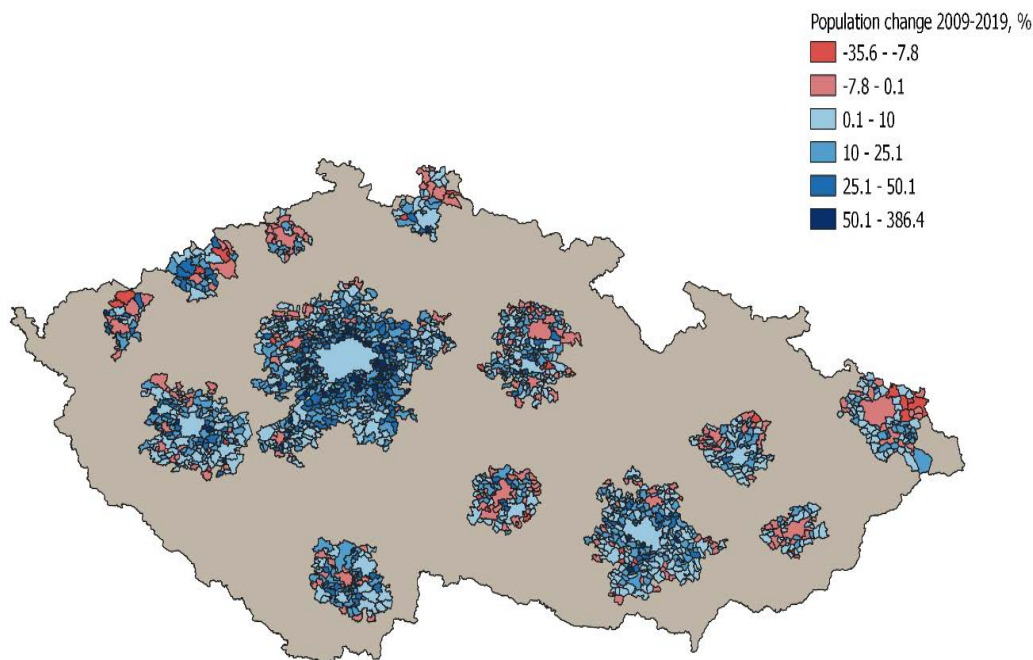 Population change 2009-2019, %
-35.6 - -7.8
-7.8 - 0.1
0.1 - 10
10 - 25.1
25.1 - 50.1
50.1 - 386.4